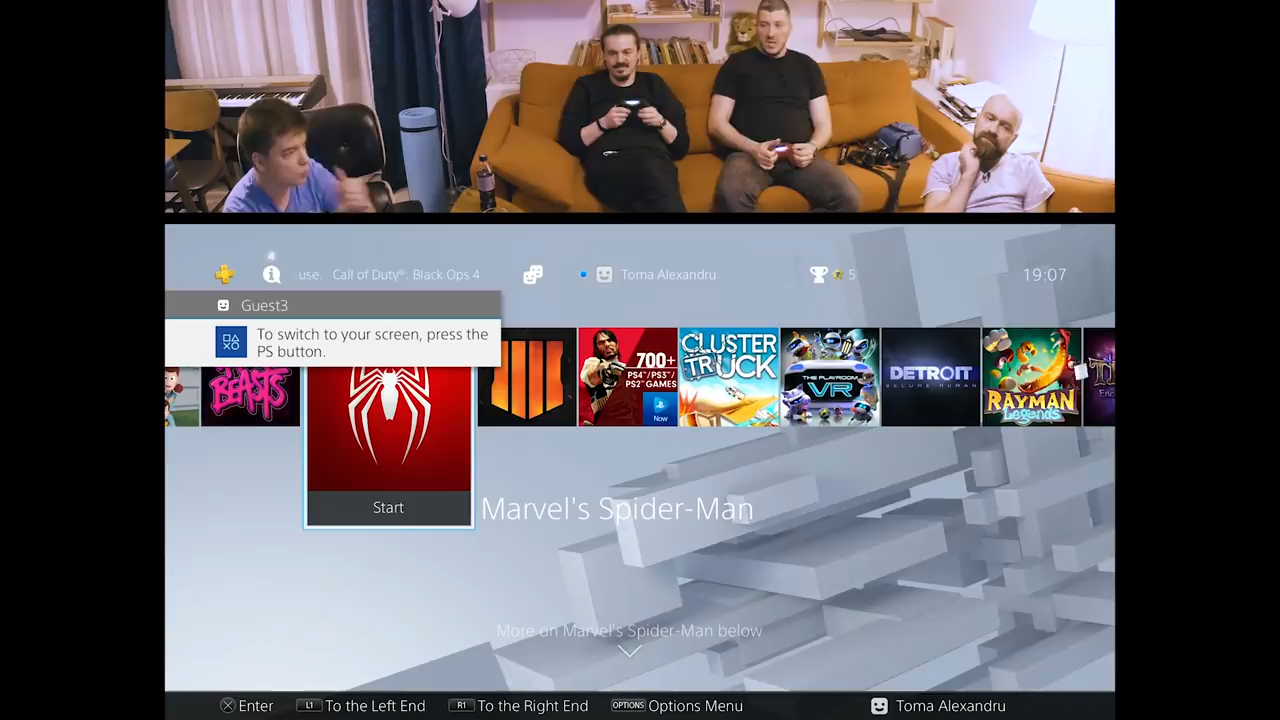 4
use. Call of Duty®: Black Ops 4
Toma Alexandru
5
19:07
Guest3
To switch to your screen, press the
PS button.
BEASTS
700+
PS4™/PS3™/
PS2™ GAMES
Now
CLUSTER
TRUCK
THE PLAYROOM
VR
DETROIT
BECOME HUMAN
RAYMAN
Legends
Start
Marvel's Spider-Man
More on Marvel's Spider-Man below
Enter
L1 To the Left End
R1 To the Right End
OPTIONS Options Menu
Toma Alexandru